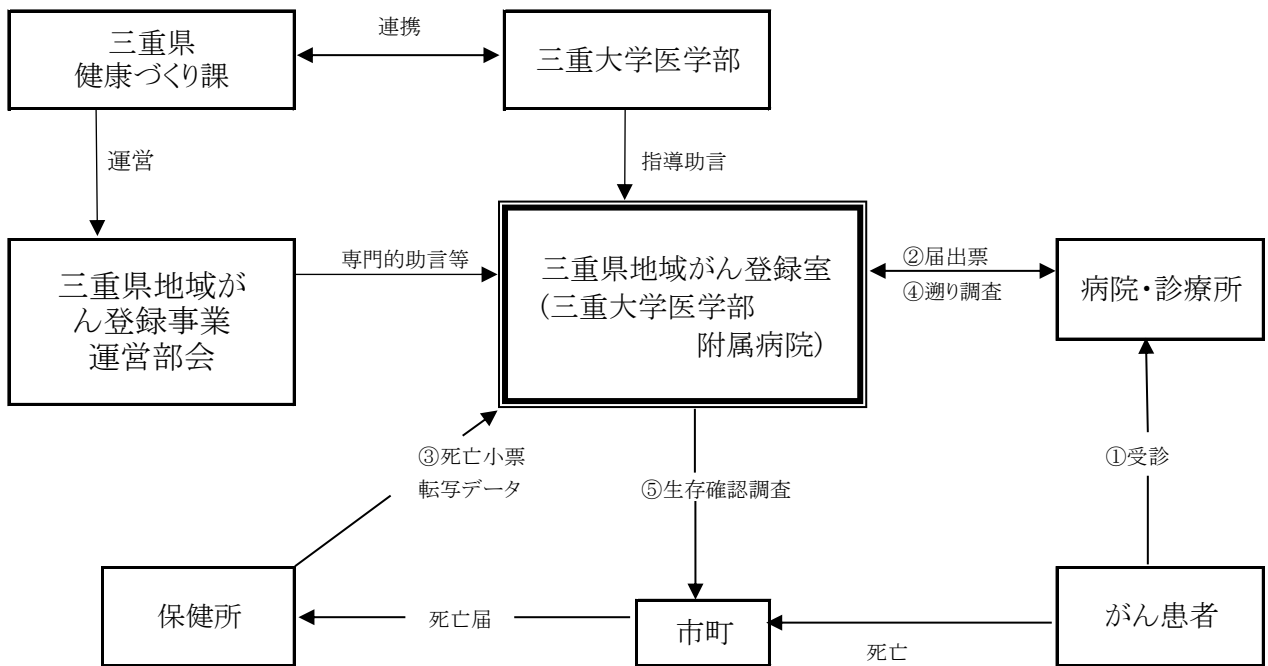 三重県
健康づくり課
連携
三重大学医学部
運営
指導助言
三重県地域が
ん登録事業
運営部会
専門的助言等
三重県地域がん登録室
(三重大学医学部
附属病院)
②届出票
④遡り調査
病院・診療所
③死亡小票
転写データ
⑤生存確認調査
①受診
保健所
死亡届
市町
死亡
がん患者